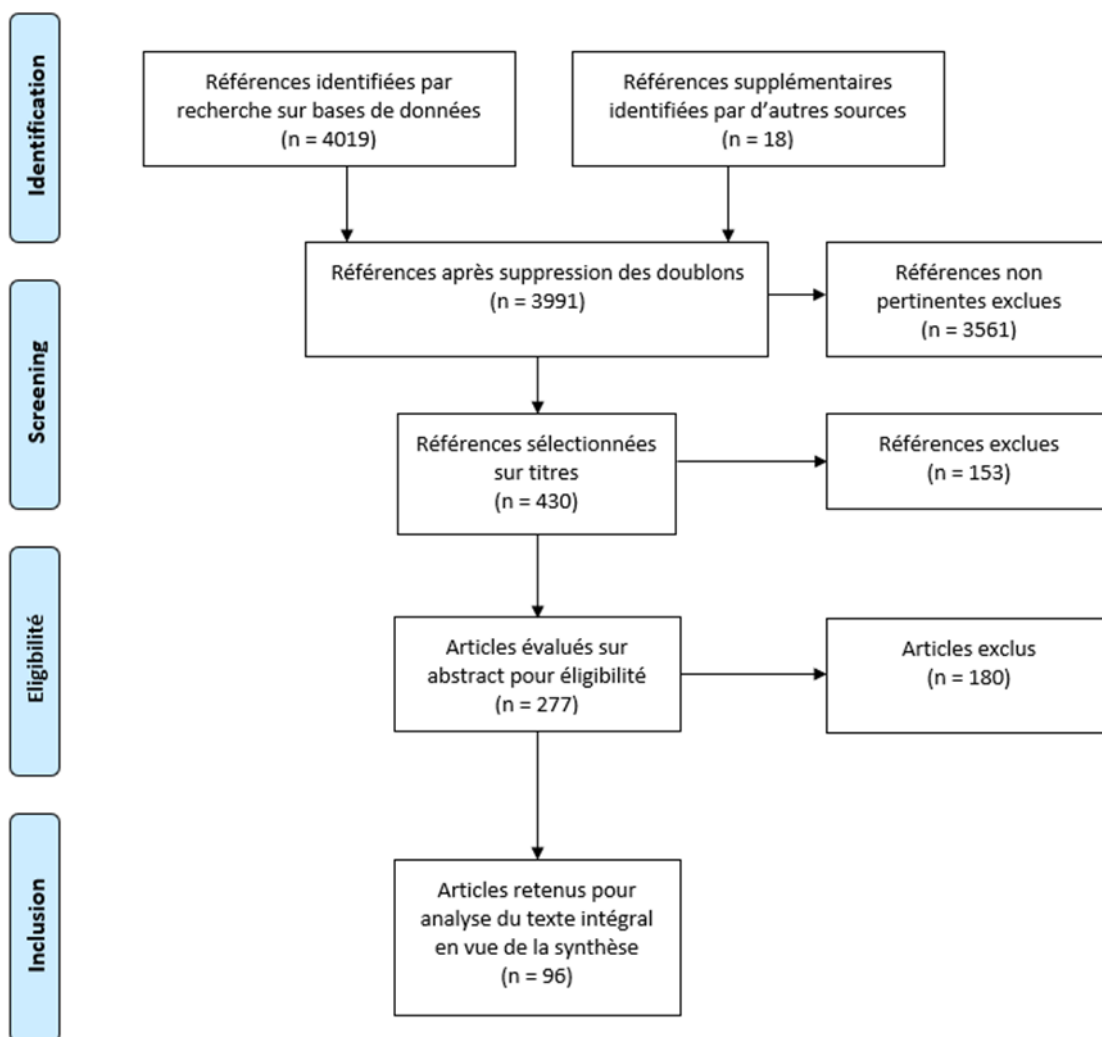 Identification
Références identifiées par
recherche sur bases de données
(n = 4019)
Références supplémentaires
identifiées par d'autres sources
(n = 18)
Screening
Références après suppression des doublons
(n = 3991)
Références non
pertinentes exclues
(n = 3561)
Références sélectionnées
sur titres
(n = 430)
Références exclues
(n = 153)
Eligibilité
Articles évalués sur
abstract pour éligibilité
(n = 277)
Articles exclus
(n = 180)
Inclusion
Articles retenus pour
analyse du texte intégral
en vue de la synthèse
(n = 96)